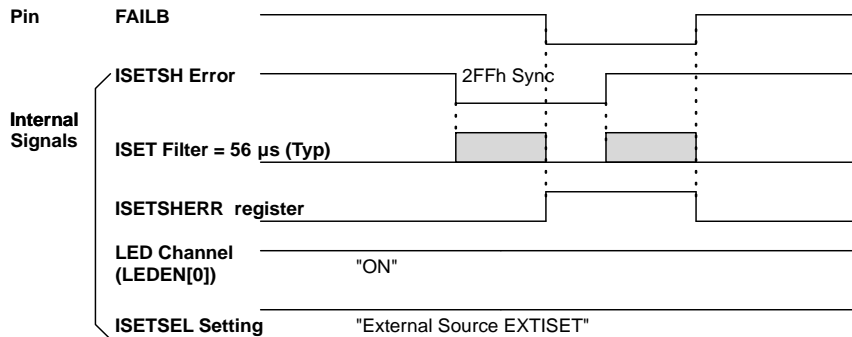 Pin FAILB
ISETSH Error 2FFh Sync
Internal
Signals
ISET Filter = 56 μs (Typ)
ISETSHERR register
LED Channel
(LEDEN[0]) "ON"
ISETSEL Setting "External Source EXTISET"